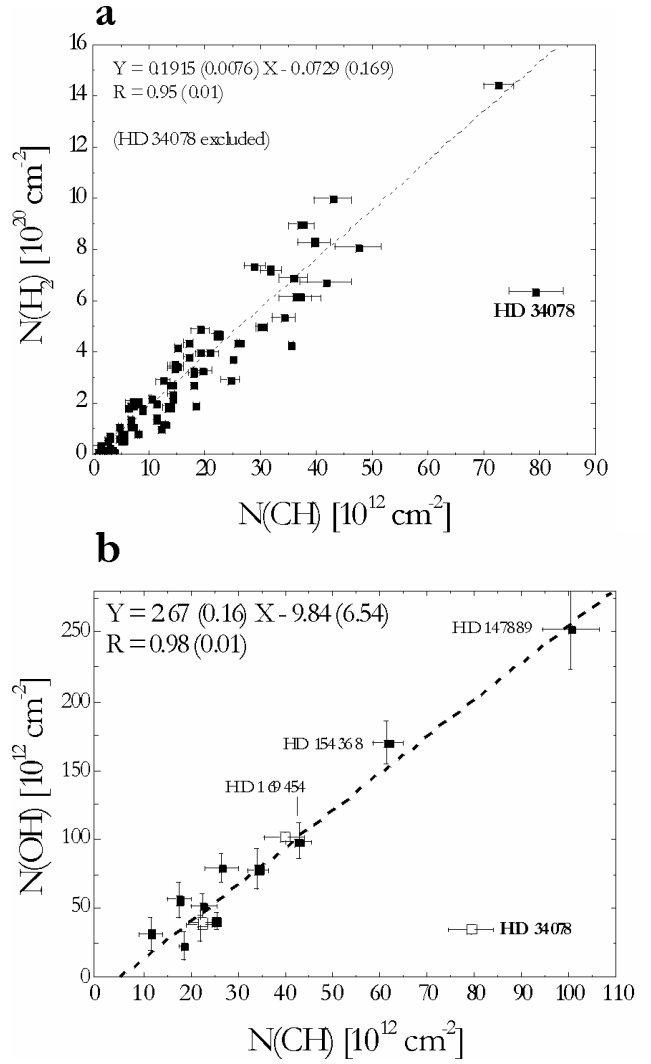 a
Y = 0.1915 (0.0076) X - 0.0729 (0.169)
R = 0.95 (0.01)
(HD 34078 excluded)
16
14
12
10
8
6
4
2
0
N(H2) [10^20 cm^-2]
HD 34078
0 10 20 30 40 50 60 70 80 90
N(CH) [10^12 cm^-2]
b
Y = 2.67 (0.16) X - 9.84 (6.54)
R = 0.98 (0.01)
HD 147889
HD 154368
HD 169454
HD 34078
250
200
150
100
50
0
N(OH) [10^12 cm^-2]
0 10 20 30 40 50 60 70 80 90 100 110
N(CH) [10^12 cm^-2]